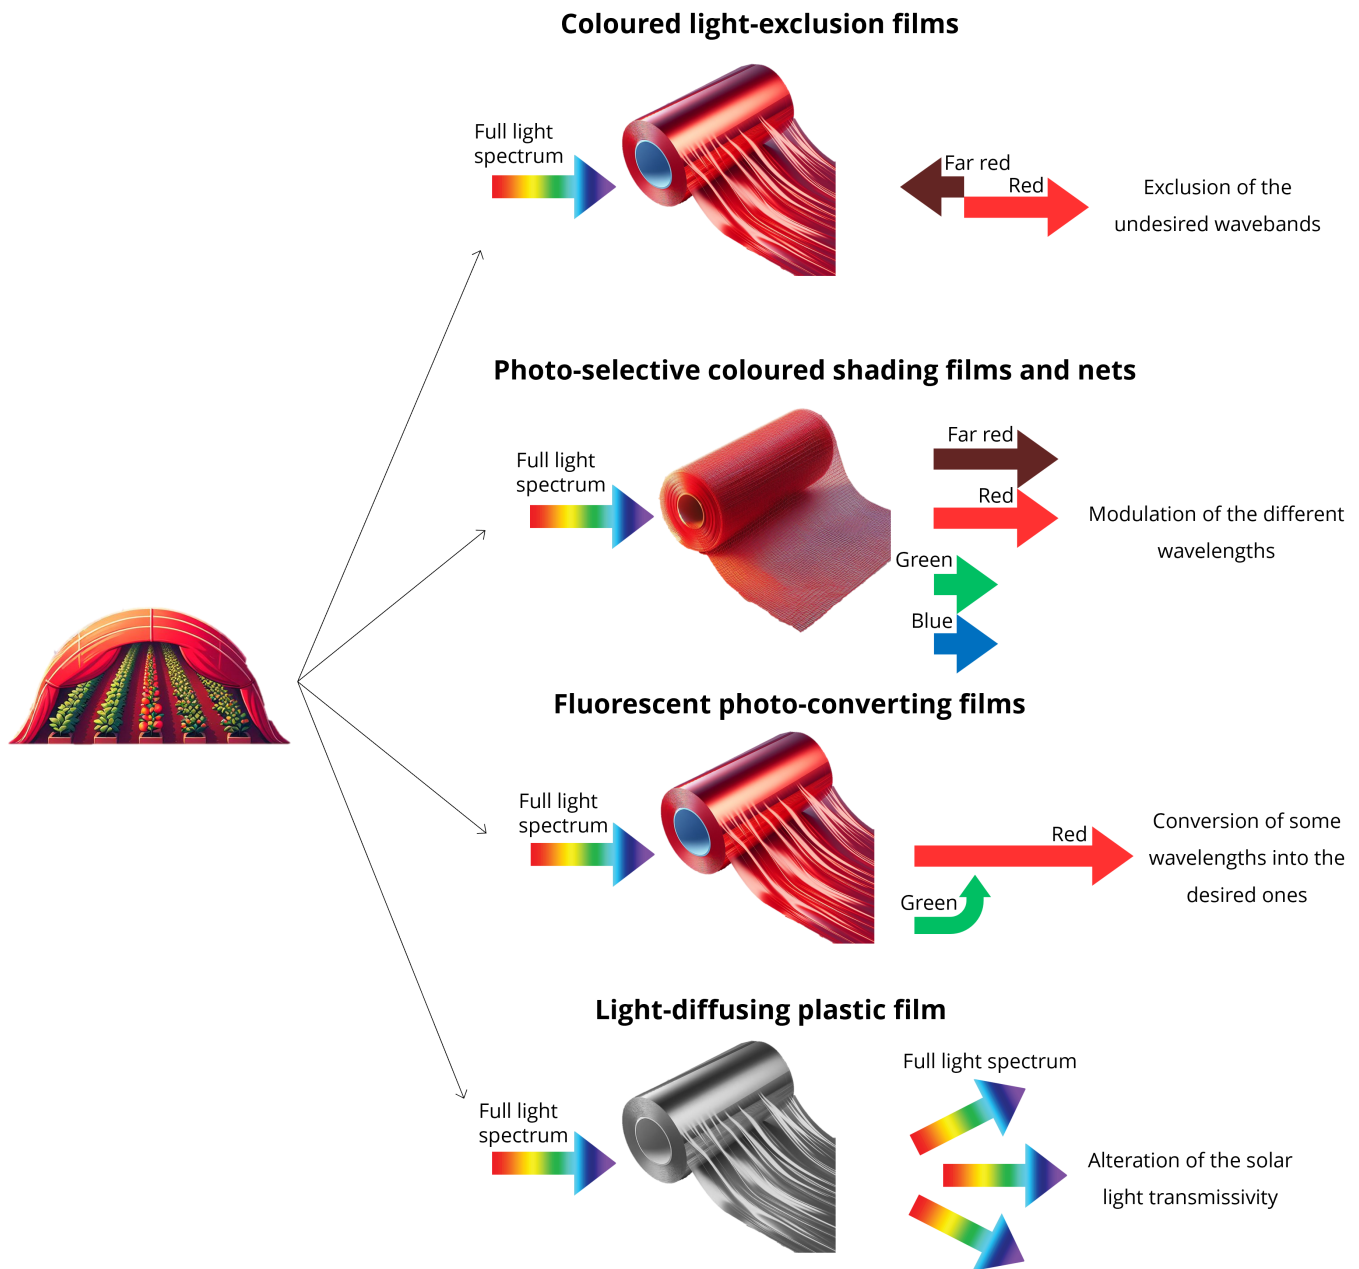 Coloured light-exclusion films
Full light
spectrum
Far red
Red
Exclusion of the
undesired wavebands
Photo-selective coloured shading films and nets
Full light
spectrum
Far red
Red
Green
Blue
Modulation of the different
wavelengths
Fluorescent photo-converting films
Full light
spectrum
Red
Green
Conversion of some
wavelengths into the
desired ones
Light-diffusing plastic film
Full light
spectrum
Full light spectrum
Alteration of the solar
light transmissivity